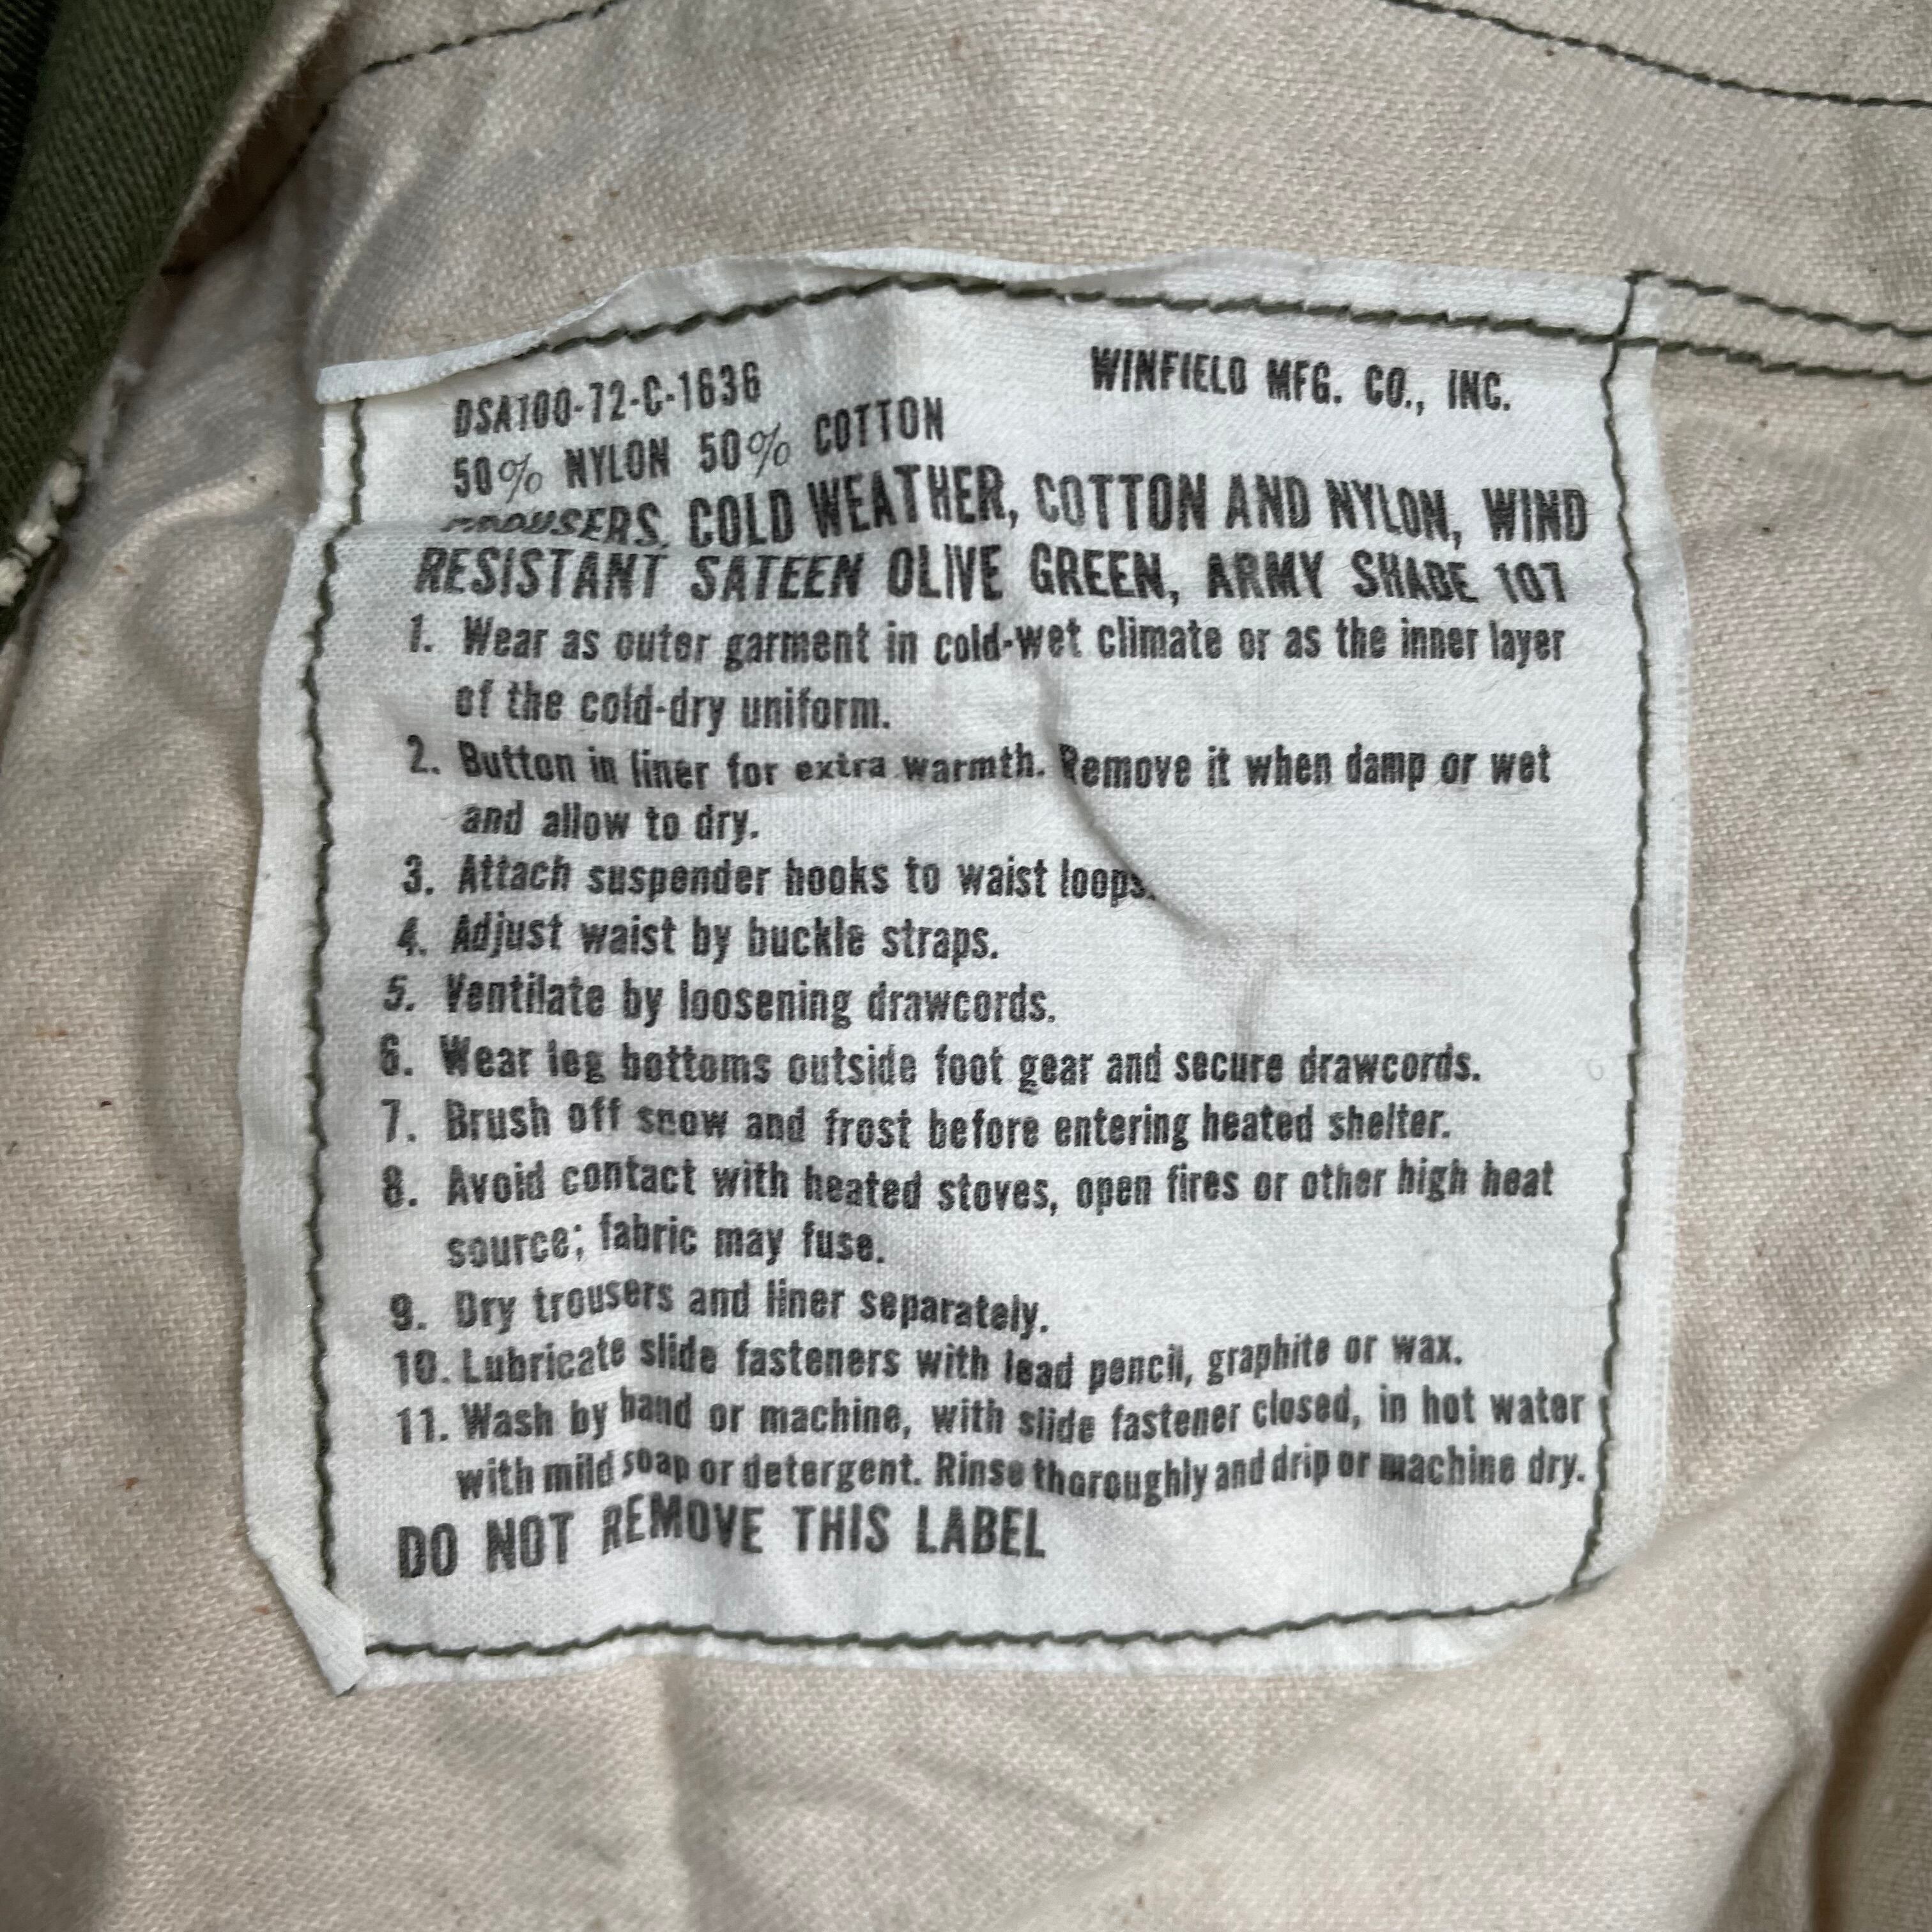 DSA100-72-C-1636
WINFIELD MFG. CO., INC.
50% NYLON 50% COTTON
TROUSERS, COLD WEATHER, COTTON AND NYLON, WIND
RESISTANT SATEEN OLIVE GREEN, ARMY SHADE 107
1. Wear as outer garment in cold-wet climate or as the inner layer
of the cold-dry uniform.
2. Button in liner for extra warmth. Remove it when damp or wet
and allow to dry.
3. Attach suspender hooks to waist loops.
4. Adjust waist by buckle straps.
5. Ventilate by loosening drawcords.
6. Wear leg bottoms outside foot gear and secure drawcords.
7. Brush off snow and frost before entering heated shelter.
8. Avoid contact with heated stoves, open fires or other high heat
source; fabric may fuse.
9. Dry trousers and liner separately.
10. Lubricate slide fasteners with lead pencil, graphite or wax.
11. Wash by hand or machine, with slide fastener closed, in hot water
with mild soap or detergent. Rinse thoroughly and drip or machine dry.
DO NOT REMOVE THIS LABEL